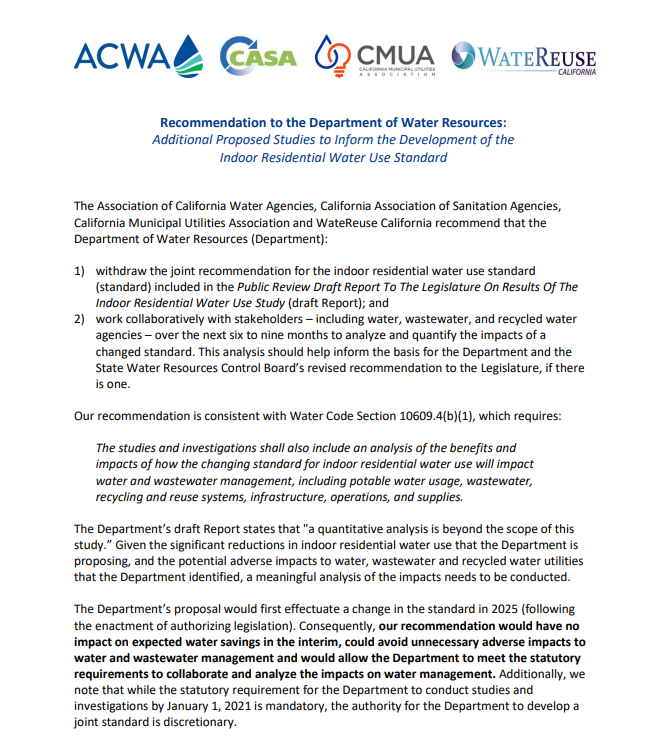 ACWA CASA CMUA WATEREUSE
CALIFORNIA MUNICIPAL UTILITIES
ASSOCIATION
CALIFORNIA
Recommendation to the Department of Water Resources:
Additional Proposed Studies to Inform the Development of the
Indoor Residential Water Use Standard
The Association of California Water Agencies, California Association of Sanitation Agencies,
California Municipal Utilities Association and WateReuse California recommend that the
Department of Water Resources (Department):
1) withdraw the joint recommendation for the indoor residential water use standard
(standard) included in the Public Review Draft Report To The Legislature On Results Of The
Indoor Residential Water Use Study (draft Report); and
2) work collaboratively with stakeholders – including water, wastewater, and recycled water
agencies – over the next six to nine months to analyze and quantify the impacts of a
changed standard. This analysis should help inform the basis for the Department and the
State Water Resources Control Board's revised recommendation to the Legislature, if there
is one.
Our recommendation is consistent with Water Code Section 10609.4(b)(1), which requires:
The studies and investigations shall also include an analysis of the benefits and
impacts of how the changing standard for indoor residential water use will impact
water and wastewater management, including potable water usage, wastewater,
recycling and reuse systems, infrastructure, operations, and supplies.
The Department's draft Report states that "a quantitative analysis is beyond the scope of this
study." Given the significant reductions in indoor residential water use that the Department is
proposing, and the potential adverse impacts to water, wastewater and recycled water utilities
that the Department identified, a meaningful analysis of the impacts needs to be conducted.
The Department's proposal would first effectuate a change in the standard in 2025 (following
the enactment of authorizing legislation). Consequently, our recommendation would have no
impact on expected water savings in the interim, could avoid unnecessary adverse impacts to
water and wastewater management and would allow the Department to meet the statutory
requirements to collaborate and analyze the impacts on water management. Additionally, we
note that while the statutory requirement for the Department to conduct studies and
investigations by January 1, 2021 is mandatory, the authority for the Department to develop a
joint standard is discretionary.